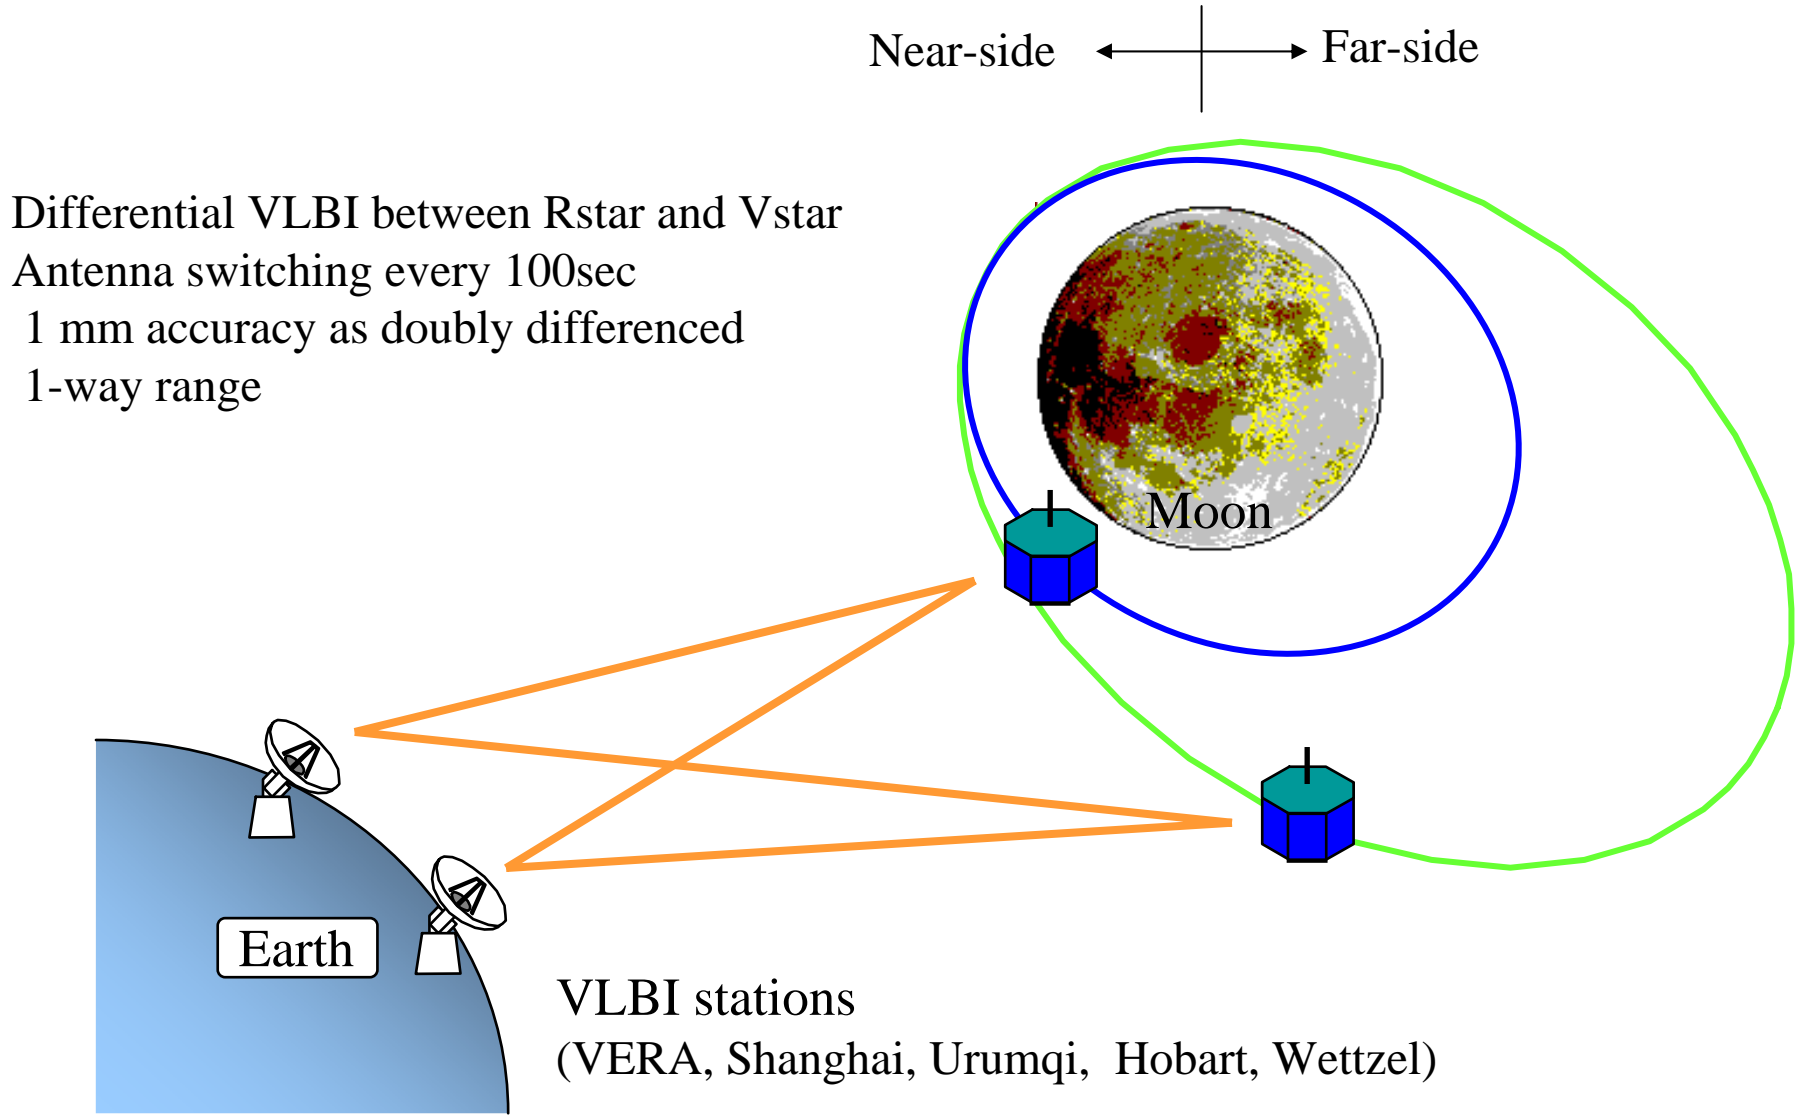 Near-side
Far-side
Differential VLBI between Rstar and Vstar
Antenna switching every 100sec
1 mm accuracy as doubly differenced
1-way range
Moon
Earth
VLBI stations
(VERA, Shanghai, Urumqi, Hobart, Wettzel)